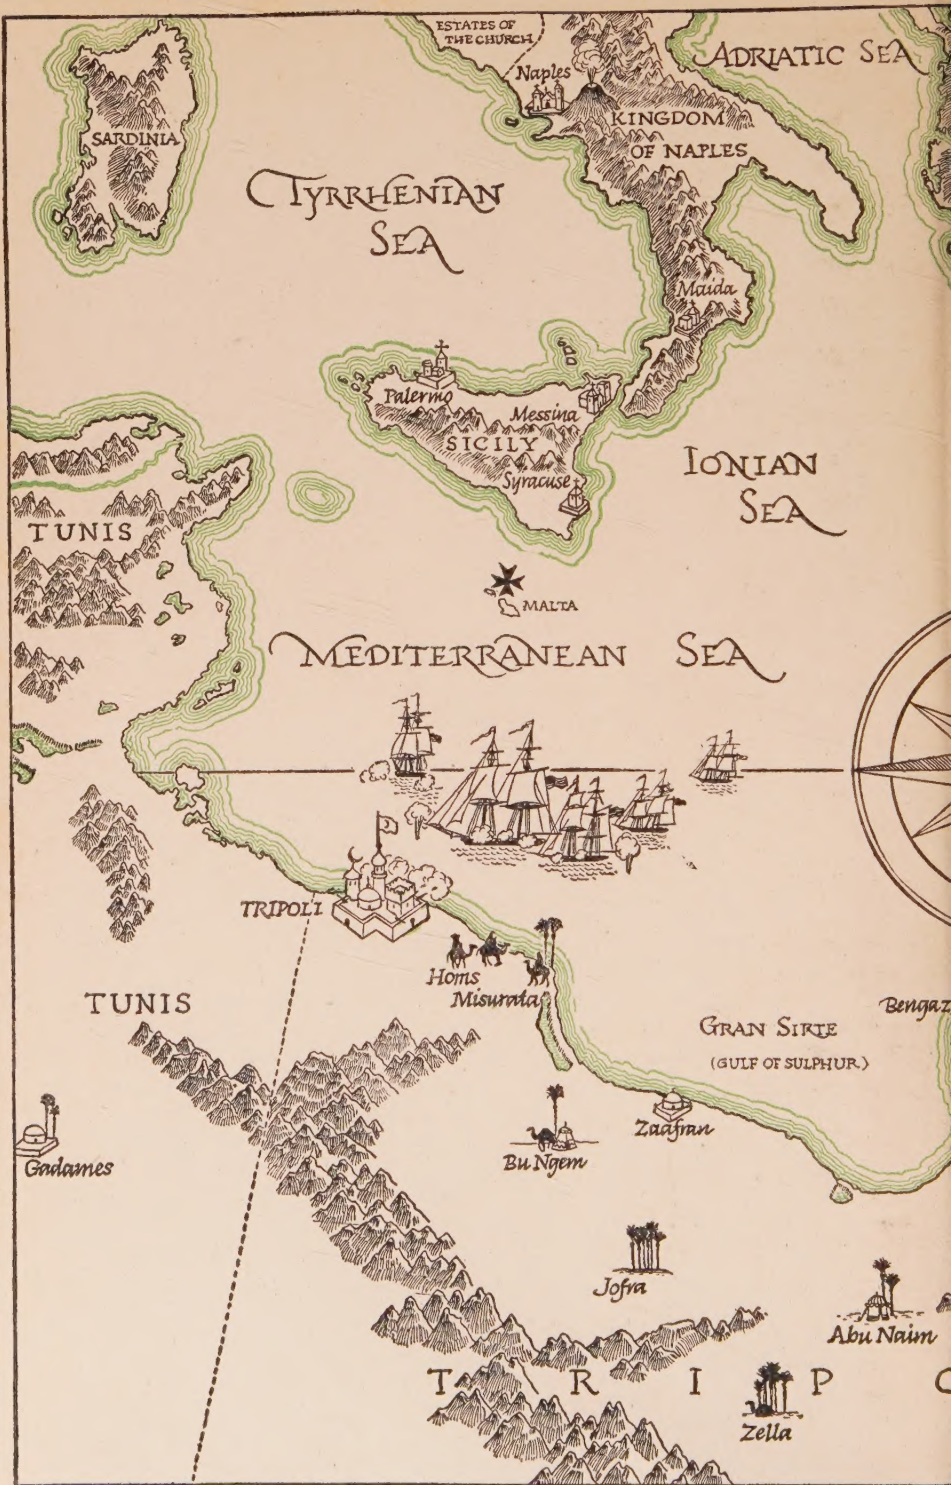 ESTATES OF
THE CHURCH
ADRIATIC SEA
Naples
KINGDOM
OF NAPLES
SARDINIA
TYRRHENIAN
SEA
Maida
Palermo
Messina
SICILY
Syracuse
IONIAN
SEA
TUNIS
MALTA
MEDITERRANEAN SEA
TRIPOLI
Homs
Misurata
TUNIS
Bengaz
GRAN SIRTE
(GULF OF SULPHUR)
Zaafran
Gadames
Bu Ngem
Jofra
Abu Naim
T R I P O
Zella